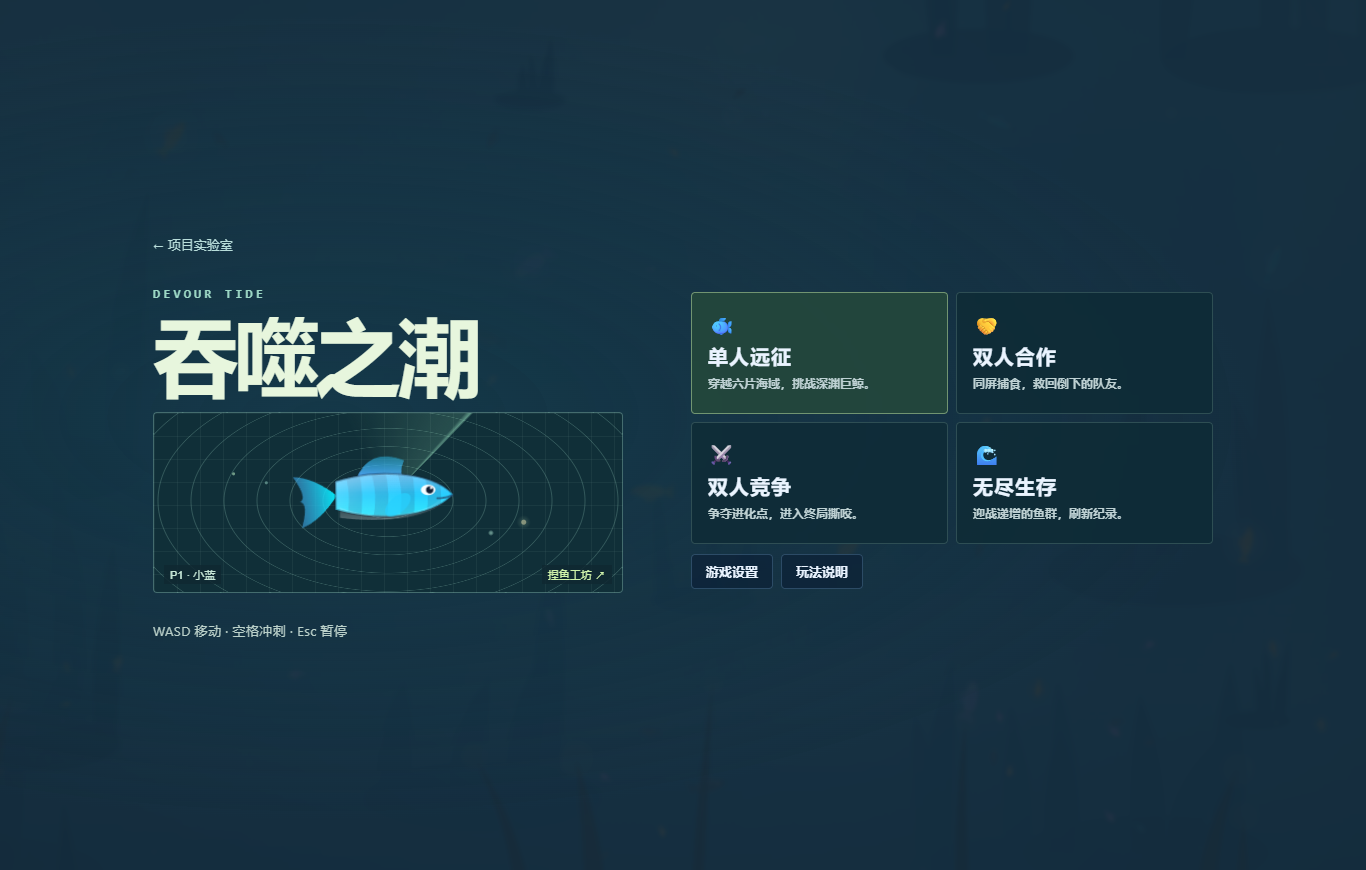 ← 项目实验室
DEVOUR TIDE
吞噬之潮
P1 · 小蓝
捏鱼工坊 ↗
WASD 移动 · 空格冲刺 · Esc 暂停
单人远征
穿越六片海域，挑战深渊巨鲸。
双人合作
同屏捕食，救回倒下的队友。
双人竞争
争夺进化点，进入终局撕咬。
无尽生存
迎战递增的鱼群，刷新纪录。
游戏设置
玩法说明